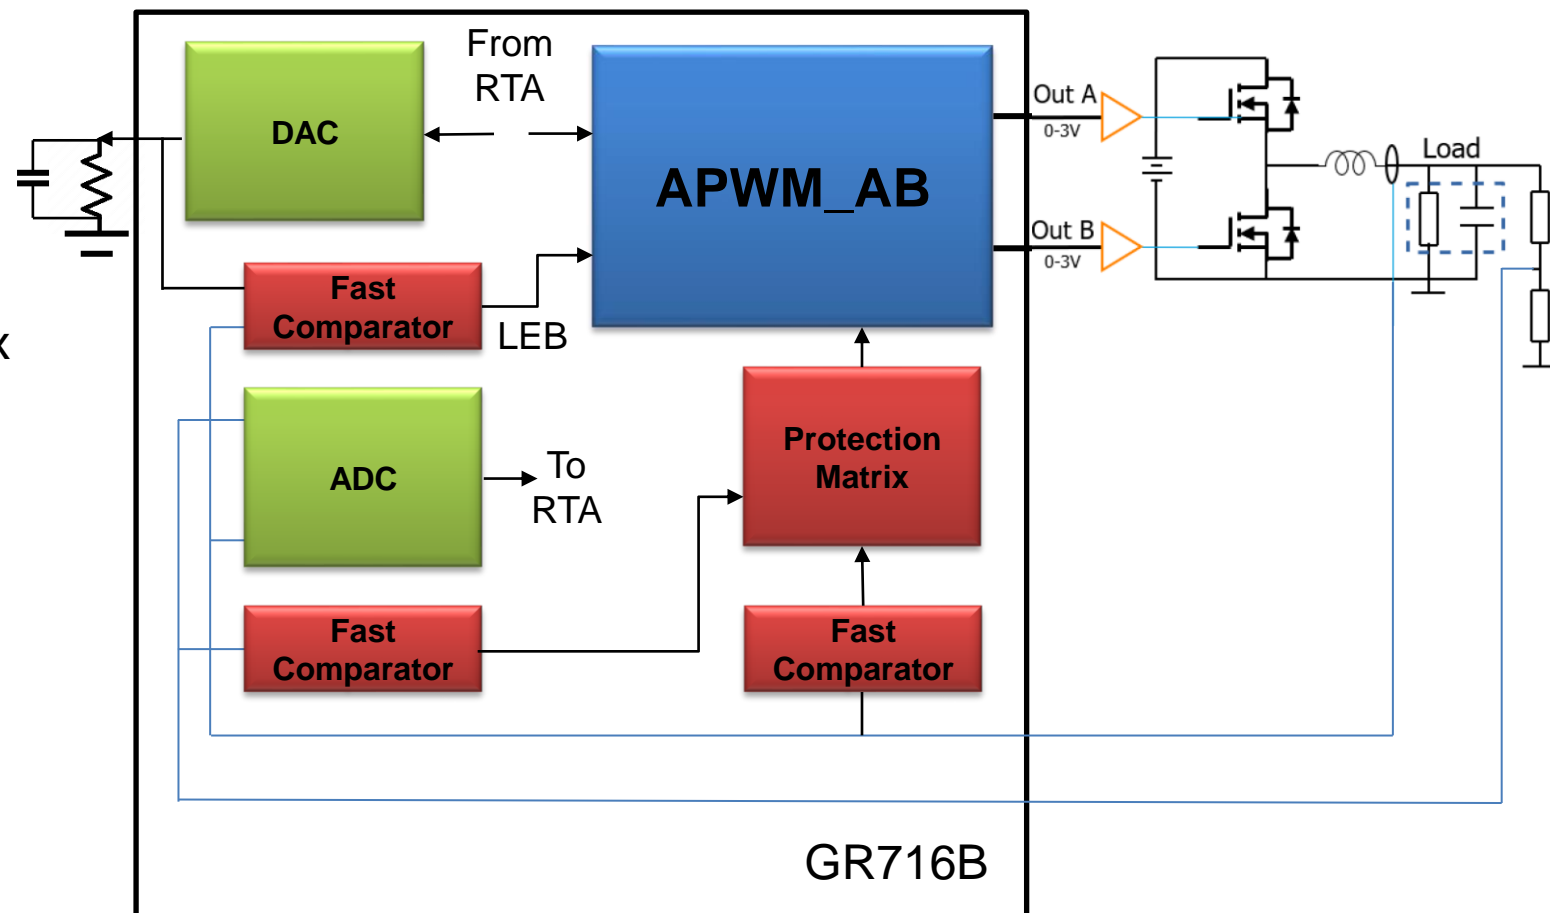 From
RTA
DAC
APWM_AB
Out A
0-3V
Load
Out B
0-3V
Fast
Comparator
LEB
x
ADC
To
RTA
Protection
Matrix
Fast
Comparator
Fast
Comparator
GR716B